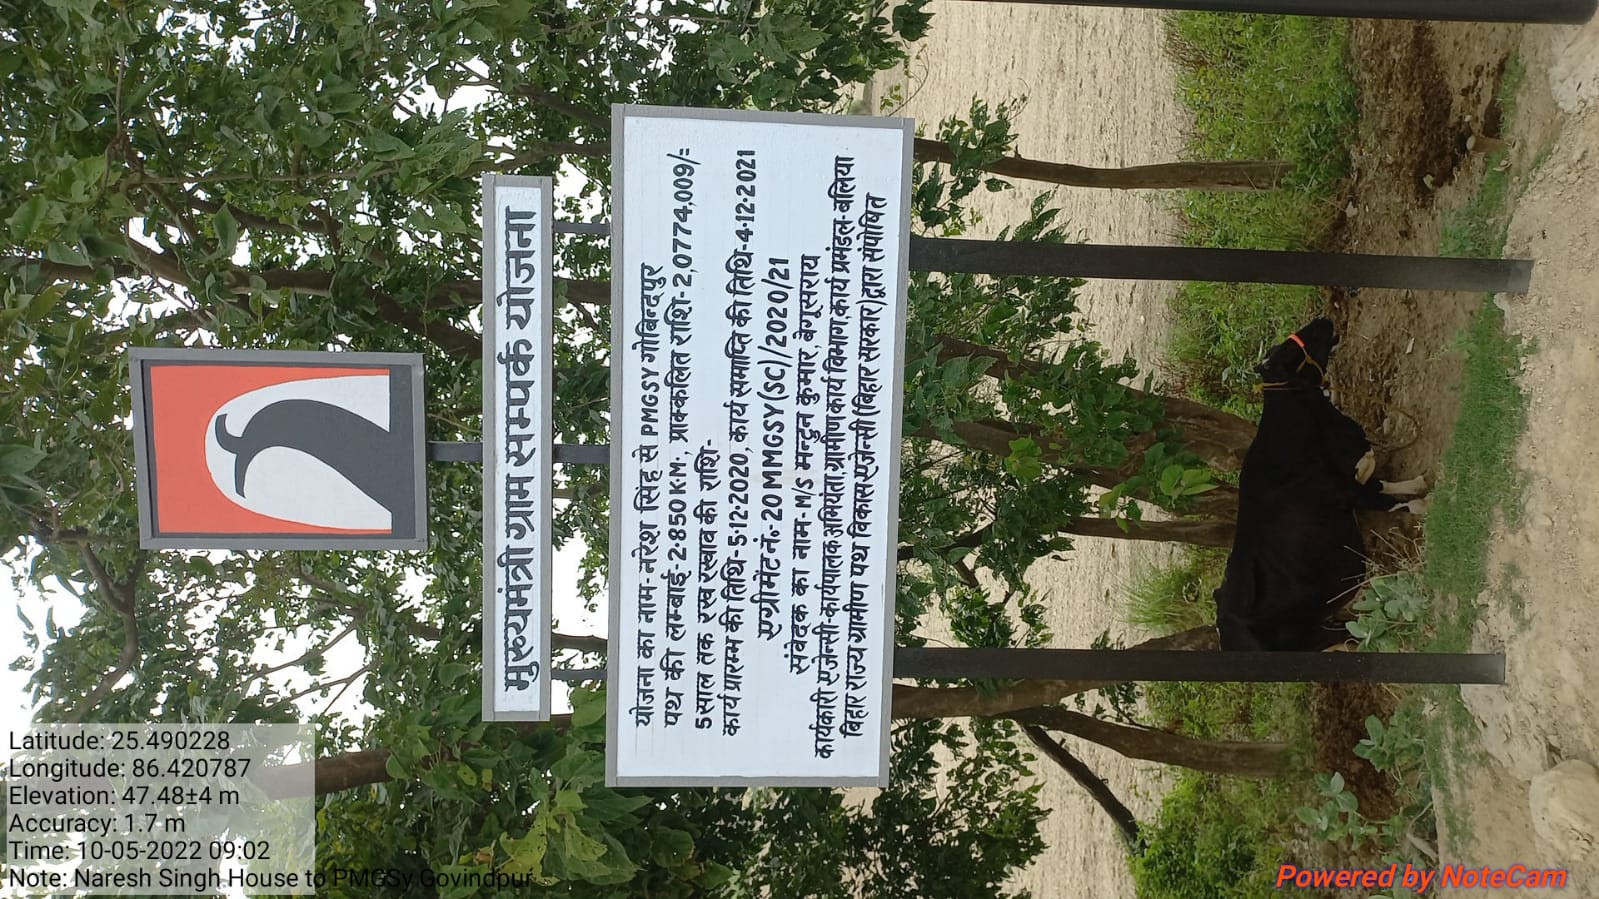 मुख्यमंत्री ग्राम सम्पर्क योजना
योजना का नाम-नरेश सिंह से PMGSY गोबिन्दपुर
पथ की लम्बाई-2.850KM, प्राक्कलित राशि-2,0774,009/=
5 साल तक रख रखाव की राशि-
कार्य प्रारम्भ की तिथि-5.12.2020, कार्य समाप्ति की तिथि-4.12.2021
एग्रीमेंट नं.-20 MMGSY(SC)/2020/21
संवेदक का नाम-M/S मन्टुन कुमार, बेगूसराय
कार्यकारी एजेन्सी-कार्यपालक अभियंता, ग्रामीण कार्य विभाग, कार्य प्रमंडल-बलिया
बिहार राज्य ग्रामीण पथ विकास एजेन्सी (बिहार सरकार) द्वारा संपोषित
Latitude: 25.490228
Longitude: 86.420787
Elevation: 47.48±4 m
Accuracy: 1.7 m
Time: 10-05-2022 09:02
Note: Naresh Singh House to PMGSy Govindpur
Powered by NoteCam